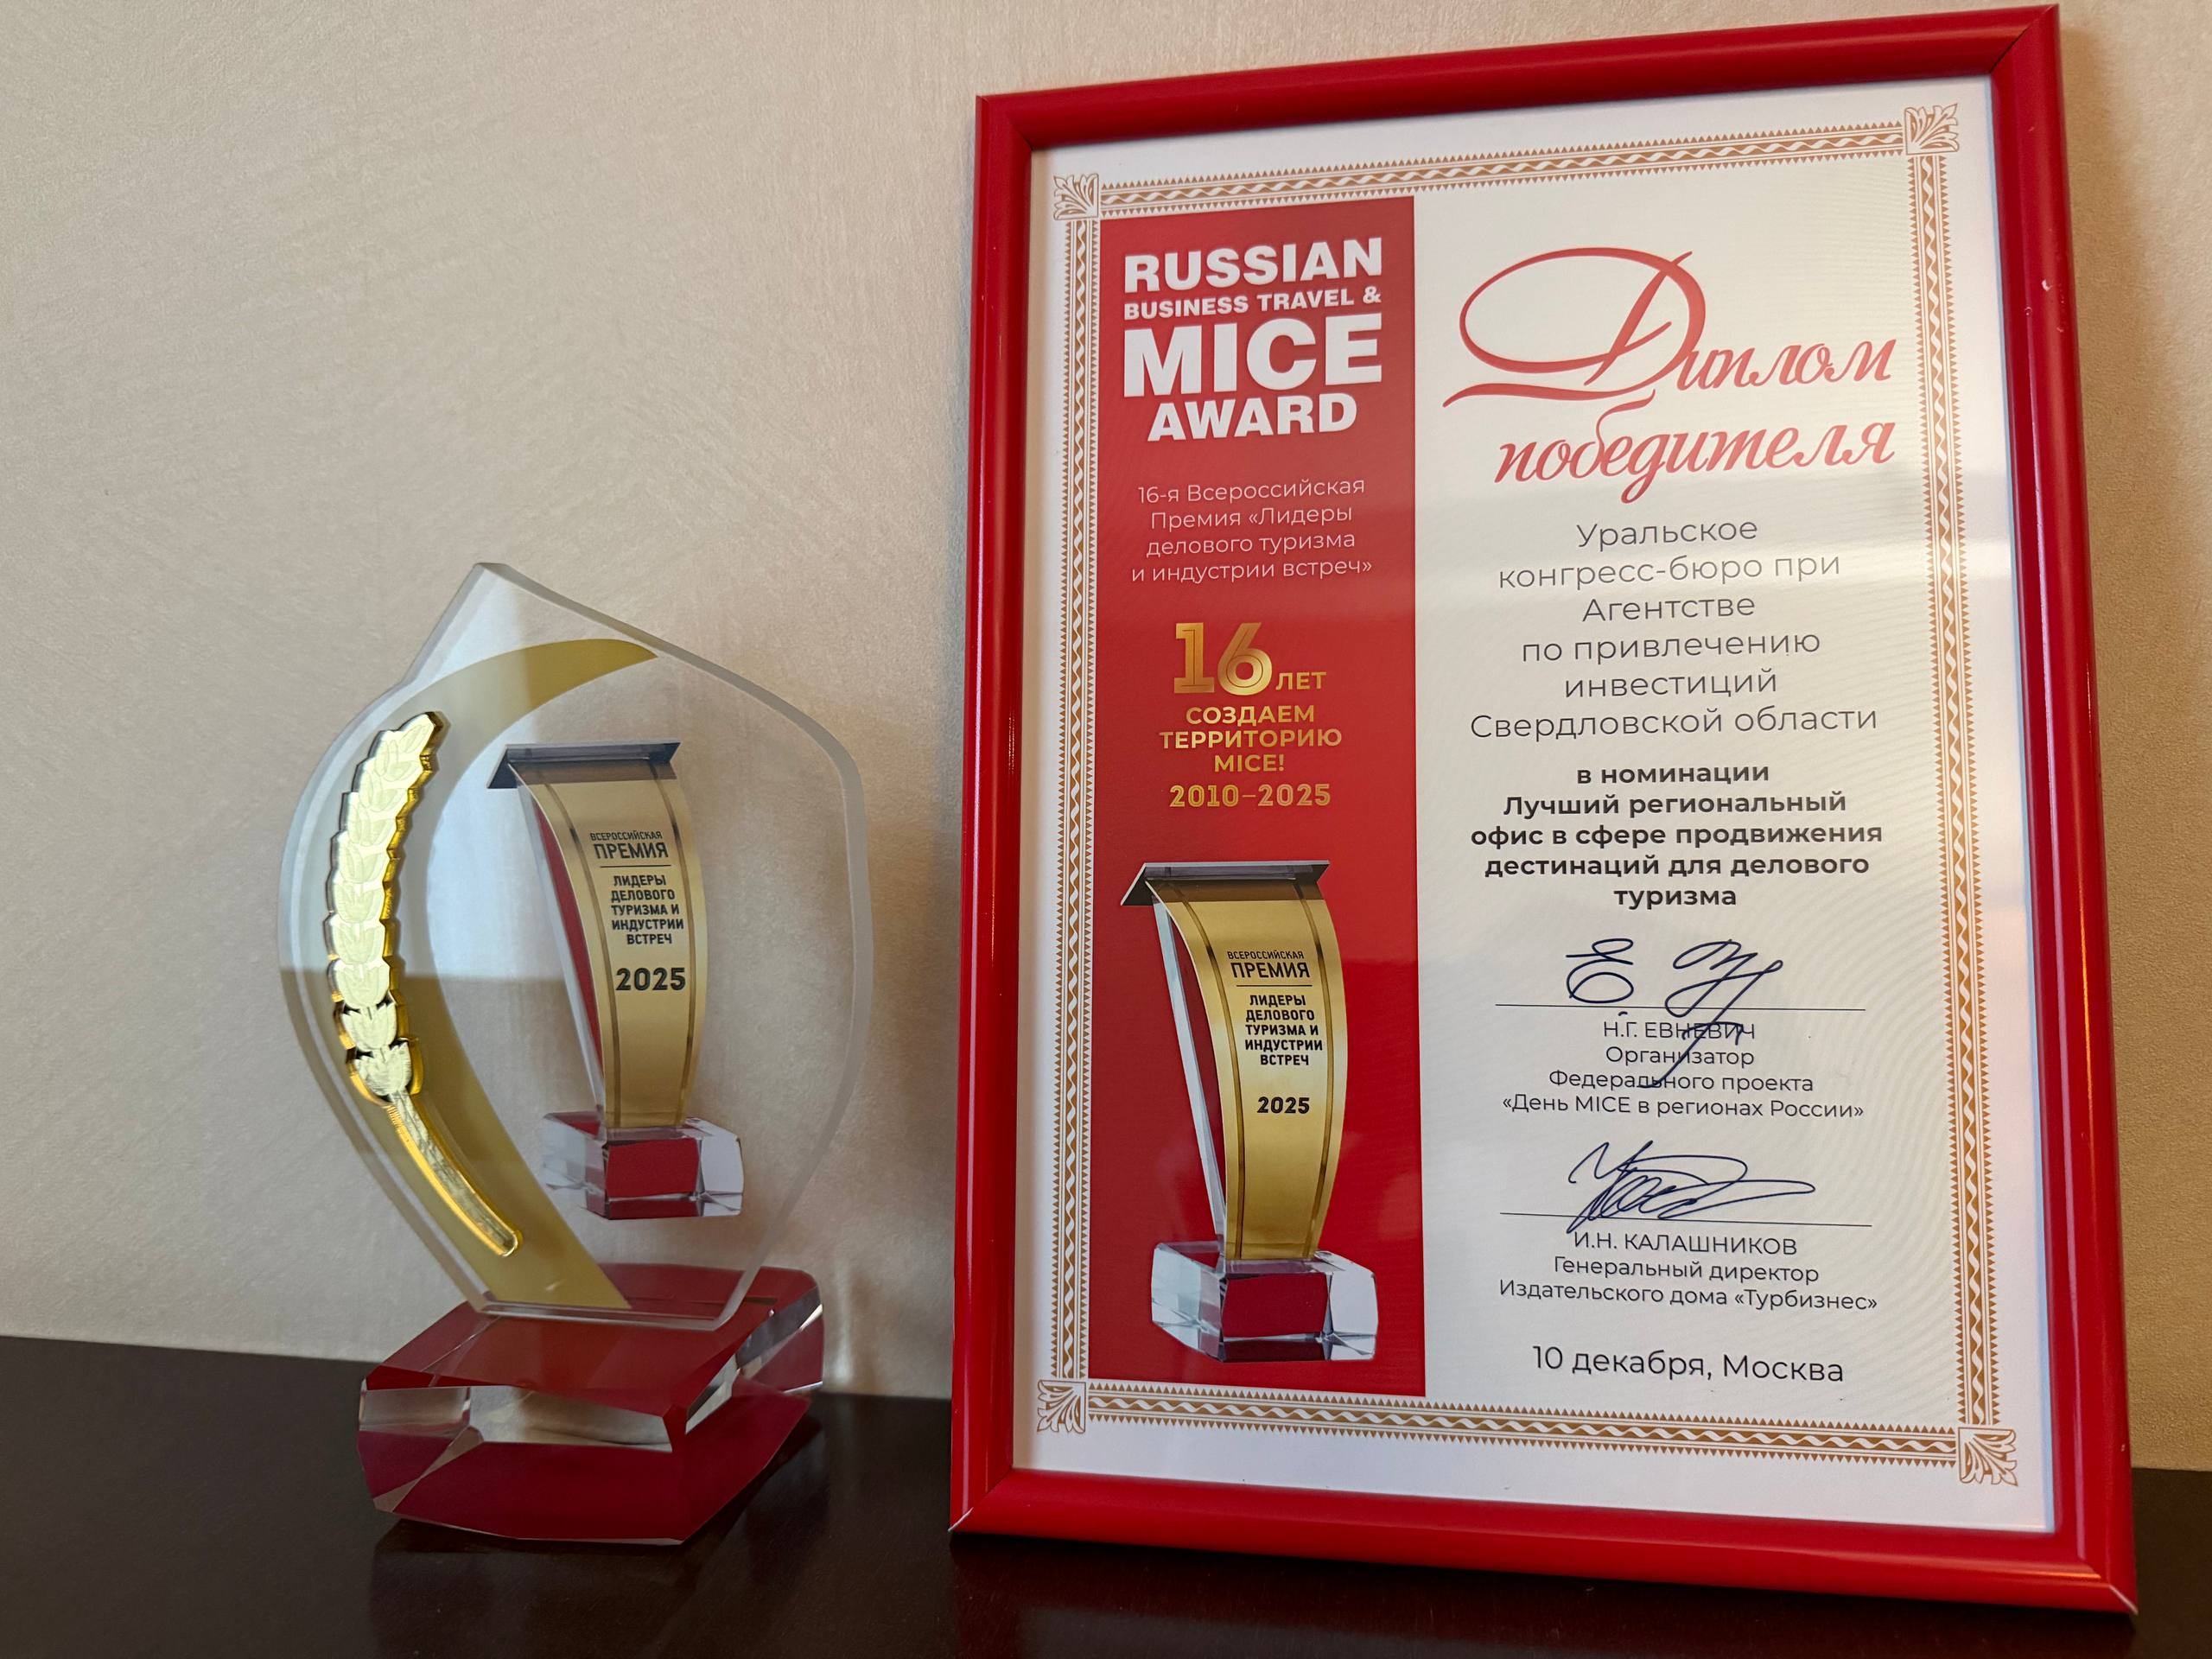 ВСЕРОССИЙСКАЯ
ПРЕМИЯ
ЛИДЕРЫ
ДЕЛОВОГО
ТУРИЗМА И
ИНДУСТРИИ
ВСТРЕЧ
2025
RUSSIAN
BUSINESS TRAVEL &
MICE
AWARD
16-я Всероссийская
Премия «Лидеры
делового туризма
и индустрии встреч»
16 ЛЕТ
СОЗДАЕМ
ТЕРРИТОРИЮ
MICE!
2010–2025
ВСЕРОССИЙСКАЯ
ПРЕМИЯ
ЛИДЕРЫ
ДЕЛОВОГО
ТУРИЗМА И
ИНДУСТРИИ
ВСТРЕЧ
2025
Диплом
победителя
Уральское
конгресс-бюро при
Агентстве
по привлечению
инвестиций
Свердловской области
в номинации
Лучший региональный
офис в сфере продвижения
дестинаций для делового
туризма
Н.Г. ЕВНЕВИЧ
Организатор
Федерального проекта
«День MICE в регионах России»
И.Н. КАЛАШНИКОВ
Генеральный директор
Издательского дома «Турбизнес»
10 декабря, Москва